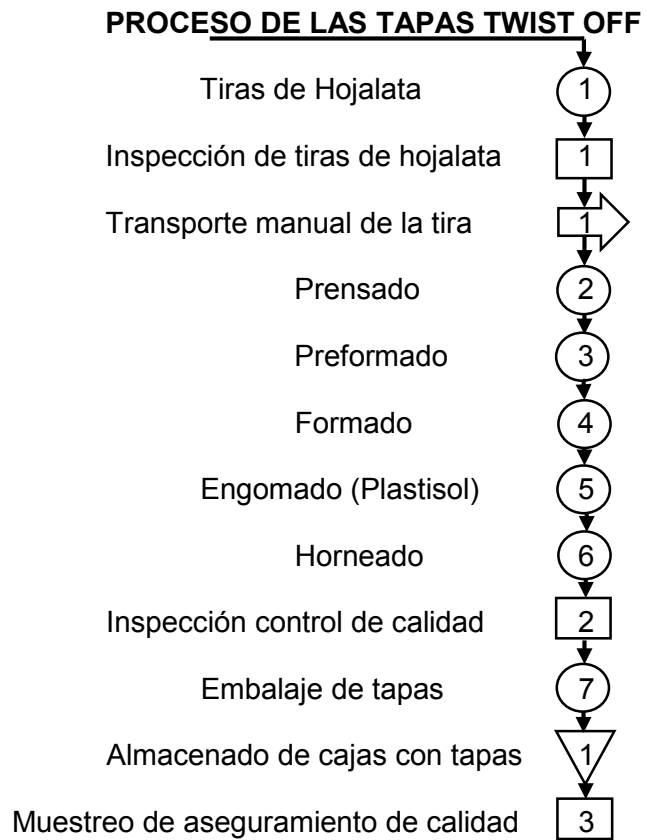 PROCESO DE LAS TAPAS TWIST OFF
Tiras de Hojalata 1
Inspección de tiras de hojalata 1
Transporte manual de la tira 1
Prensado 2
Preformado 3
Formado 4
Engomado (Plastisol) 5
Horneado 6
Inspección control de calidad 2
Embalaje de tapas 7
Almacenado de cajas con tapas 1
Muestreo de aseguramiento de calidad 3